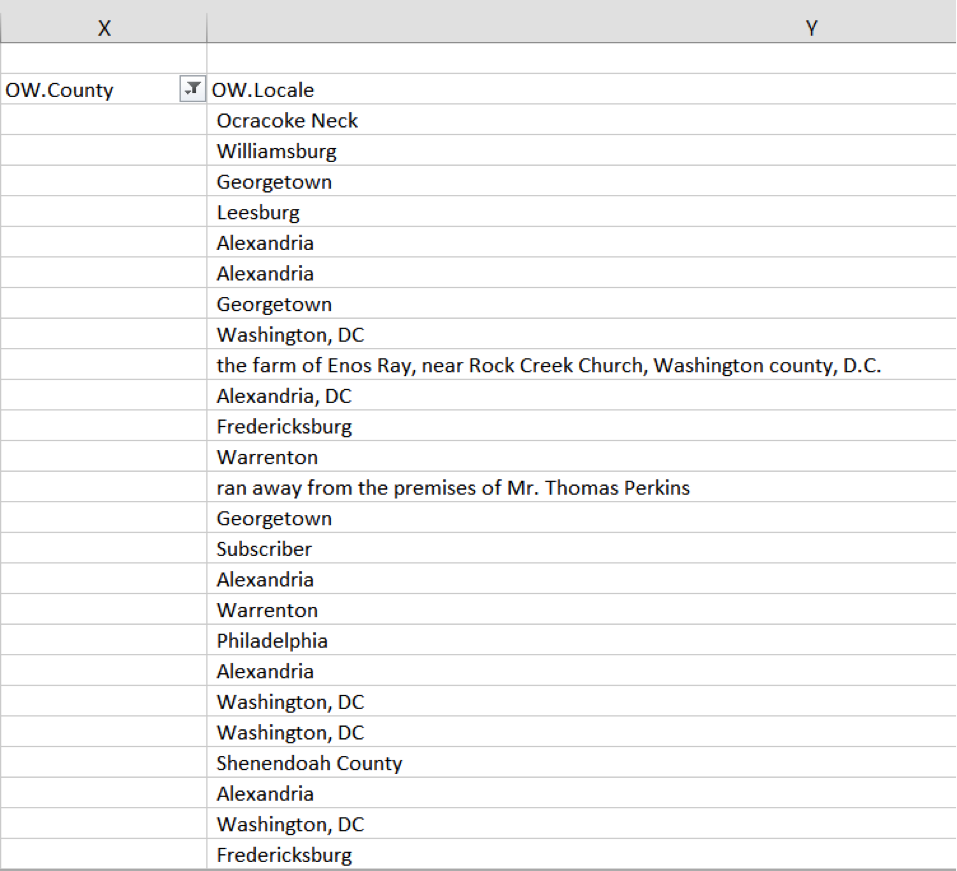 X Y
OW.County OW.Locale
Ocracoke Neck
Williamsburg
Georgetown
Leesburg
Alexandria
Alexandria
Georgetown
Washington, DC
the farm of Enos Ray, near Rock Creek Church, Washington county, D.C.
Alexandria, DC
Fredericksburg
Warrenton
ran away from the premises of Mr. Thomas Perkins
Georgetown
Subscriber
Alexandria
Warrenton
Philadelphia
Alexandria
Washington, DC
Washington, DC
Shenendoah County
Alexandria
Washington, DC
Fredericksburg